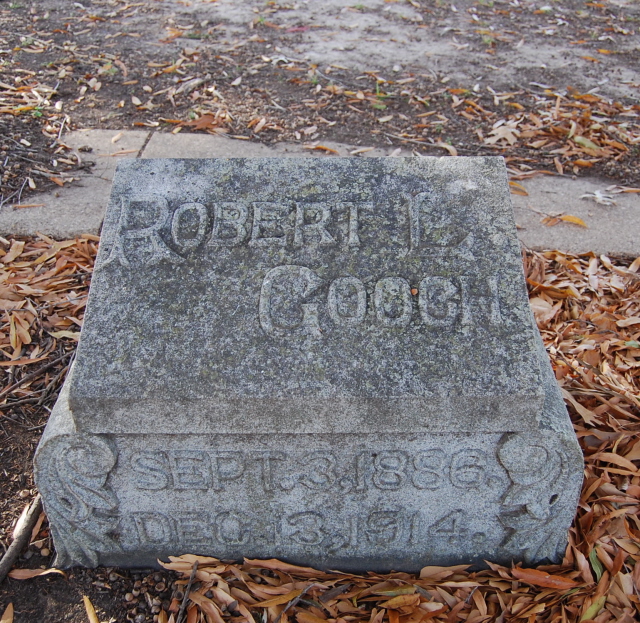 ROBERT L.
GOOCH
SEPT. 3, 1886.
DEC. 13, 1914.